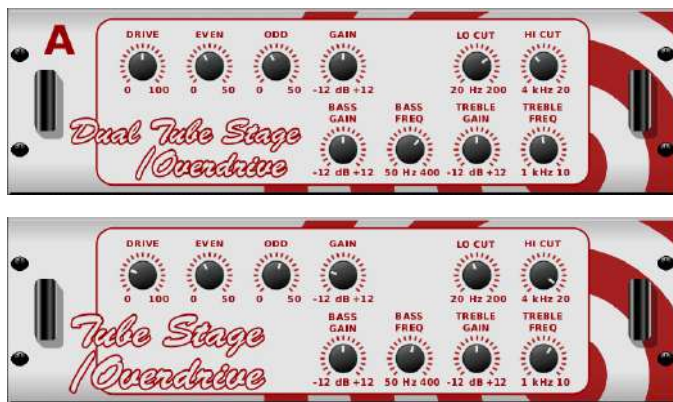 A
DRIVE EVEN ODD GAIN LO CUT HI CUT
0 100 0 50 0 50 -12 dB +12 20 Hz 200 4 kHz 20
BASS GAIN BASS FREQ TREBLE GAIN TREBLE FREQ
-12 dB +12 50 Hz 400 -12 dB +12 1 kHz 10
Dual Tube Stage
/Overdrive
DRIVE EVEN ODD GAIN LO CUT HI CUT
0 100 0 50 0 50 -12 dB +12 20 Hz 200 4 kHz 20
BASS GAIN BASS FREQ TREBLE GAIN TREBLE FREQ
-12 dB +12 50 Hz 400 -12 dB +12 1 kHz 10
Tube Stage
/Overdrive